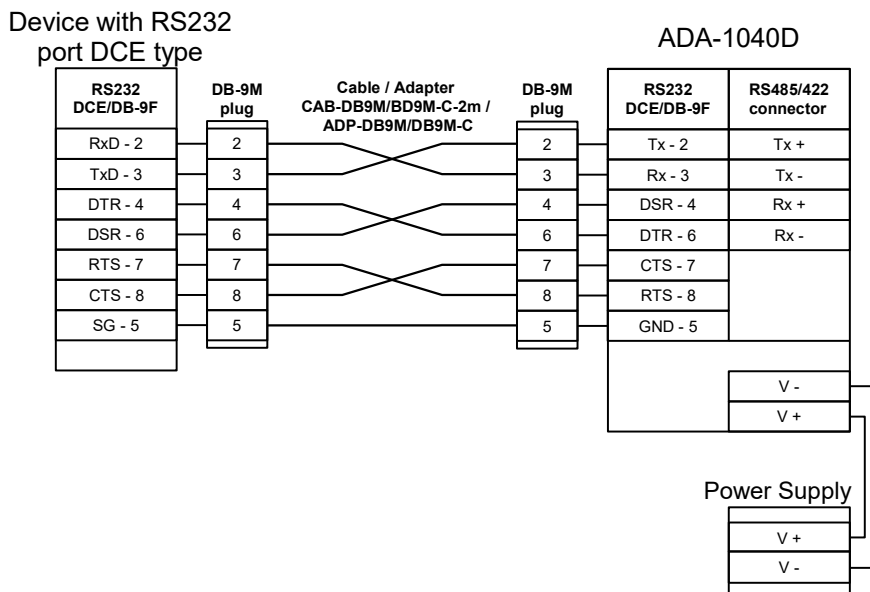 Device with RS232
port DCE type
ADA-1040D
RS232
DCE/DB-9F
DB-9M
plug
Cable / Adapter
CAB-DB9M/BD9M-C-2m /
ADP-DB9M/DB9M-C
DB-9M
plug
RS232
DCE/DB-9F
RS485/422
connector
RxD - 2
2
2
Tx - 2
Tx +
TxD - 3
3
3
Rx - 3
Tx -
DTR - 4
4
4
DSR - 4
Rx +
DSR - 6
6
6
DTR - 6
Rx -
RTS - 7
7
7
CTS - 7
CTS - 8
8
8
RTS - 8
SG - 5
5
5
GND - 5
V -
V +
Power Supply
V +
V -